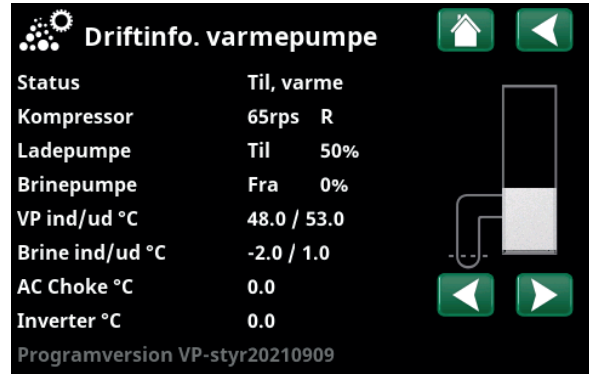 Driftinfo. varmepumpe
Status Til, varme
Kompressor 65rps R
Ladepumpe Til 50%
Brinepumpe Fra 0%
VP ind/ud °C 48.0 / 53.0
Brine ind/ud °C -2.0 / 1.0
AC Choke °C 0.0
Inverter °C 0.0
Programversion VP-styr20210909